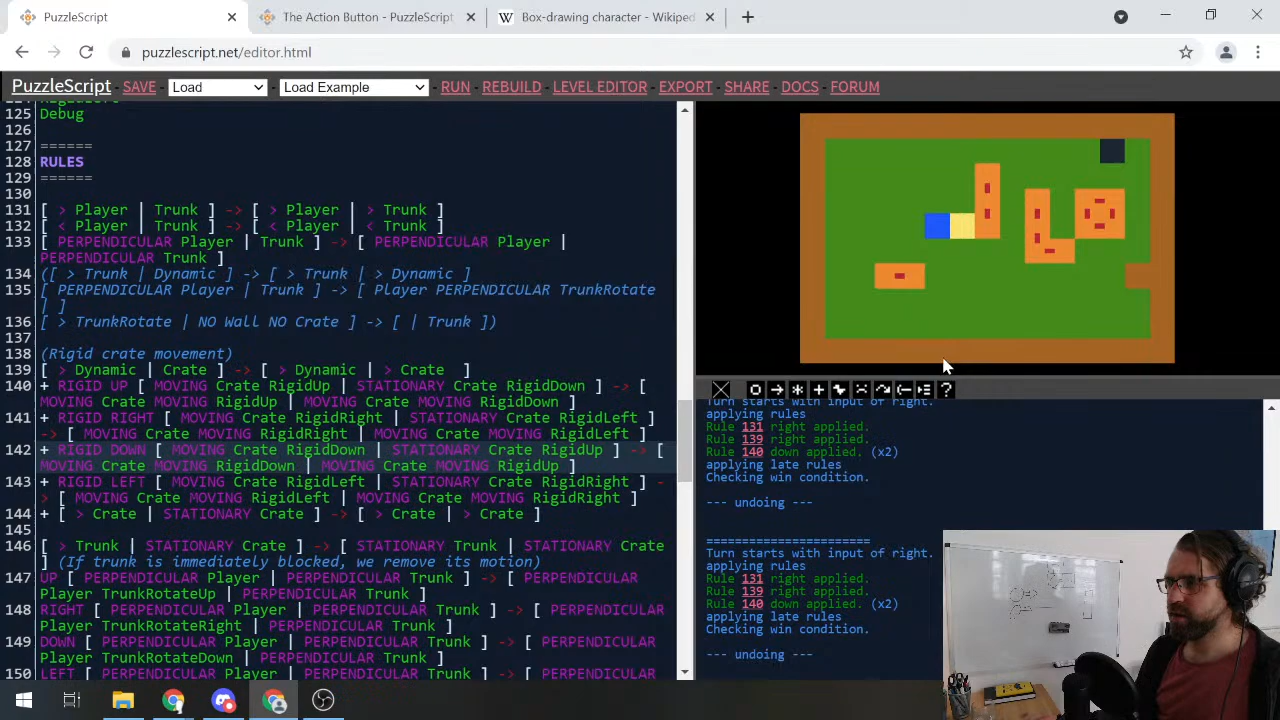 PuzzleScript
The Action Button - PuzzleScript
Box-drawing character - Wikiped
puzzlescript.net/editor.html
PuzzleScript - SAVE - Load Load Example - RUN - REBUILD - LEVEL EDITOR - EXPORT - SHARE - DOCS - FORUM
125 Debug
126
127 ======
128 RULES
129 ======
130
131 [ > Player | Trunk ] -> [ > Player | > Trunk ]
132 [ < Player | Trunk ] -> [ < Player | < Trunk ]
133 [ PERPENDICULAR Player | Trunk ] -> [ PERPENDICULAR Player |
PERPENDICULAR Trunk ]
134 ([ > Trunk | Dynamic ] -> [ > Trunk | > Dynamic ]
135 [ PERPENDICULAR Player | Trunk ] -> [ Player PERPENDICULAR TrunkRotate
| ]
136 [ > TrunkRotate | NO Wall NO Crate ] -> [ | Trunk ])
137
138 (Rigid crate movement)
139 [ > Dynamic | Crate ] -> [ > Dynamic | > Crate  ]
140 + RIGID UP [ MOVING Crate RigidUp | STATIONARY Crate RigidDown ] -> [
MOVING Crate MOVING RigidUp | MOVING Crate MOVING RigidDown ]
141 + RIGID RIGHT [ MOVING Crate RigidRight | STATIONARY Crate RigidLeft ]
-> [ MOVING Crate MOVING RigidRight | MOVING Crate MOVING RigidLeft ]
142 + RIGID DOWN [ MOVING Crate RigidDown | STATIONARY Crate RigidUp ] -> [
MOVING Crate MOVING RigidDown | MOVING Crate MOVING RigidUp ]
143 + RIGID LEFT [ MOVING Crate RigidLeft | STATIONARY Crate RigidRight ] -
> [ MOVING Crate MOVING RigidLeft | MOVING Crate MOVING RigidRight ]
144 + [ > Crate | STATIONARY Crate ] -> [ > Crate | > Crate ]
145
146 [ > Trunk | STATIONARY Crate ] -> [ STATIONARY Trunk | STATIONARY Crate
] (If trunk is immediately blocked, we remove its motion)
147 UP [ PERPENDICULAR Player | PERPENDICULAR Trunk ] -> [ PERPENDICULAR
Player TrunkRotateUp | PERPENDICULAR Trunk ]
148 RIGHT [ PERPENDICULAR Player | PERPENDICULAR Trunk ] -> [ PERPENDICULAR
Player TrunkRotateRight | PERPENDICULAR Trunk ]
149 DOWN [ PERPENDICULAR Player | PERPENDICULAR Trunk ] -> [ PERPENDICULAR
Player TrunkRotateDown | PERPENDICULAR Trunk ]
150 LEFT [ PERPENDICULAR Player | PERPENDICULAR Trunk ] -> [ PERPENDICULAR
Turn starts with input of right.
applying rules
Rule 131 right applied.
Rule 139 right applied.
Rule 140 down applied. (x2)
applying late rules
Checking win condition.
--- undoing ---
=======================
Turn starts with input of right.
applying rules
Rule 131 right applied.
Rule 139 right applied.
Rule 140 down applied. (x2)
applying late rules
Checking win condition.
--- undoing ---